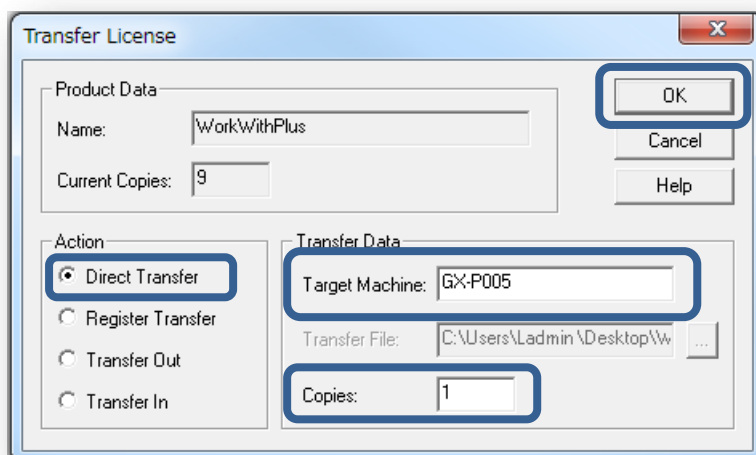 Transfer License
Product Data
Name: WorkWithPlus
Current Copies: 9
OK
Cancel
Help
Action
Direct Transfer
Register Transfer
Transfer Out
Transfer In
Transfer Data
Target Machine: GX-P005
Transfer File: C:\Users\Ladmin\Desktop\W ...
Copies: 1